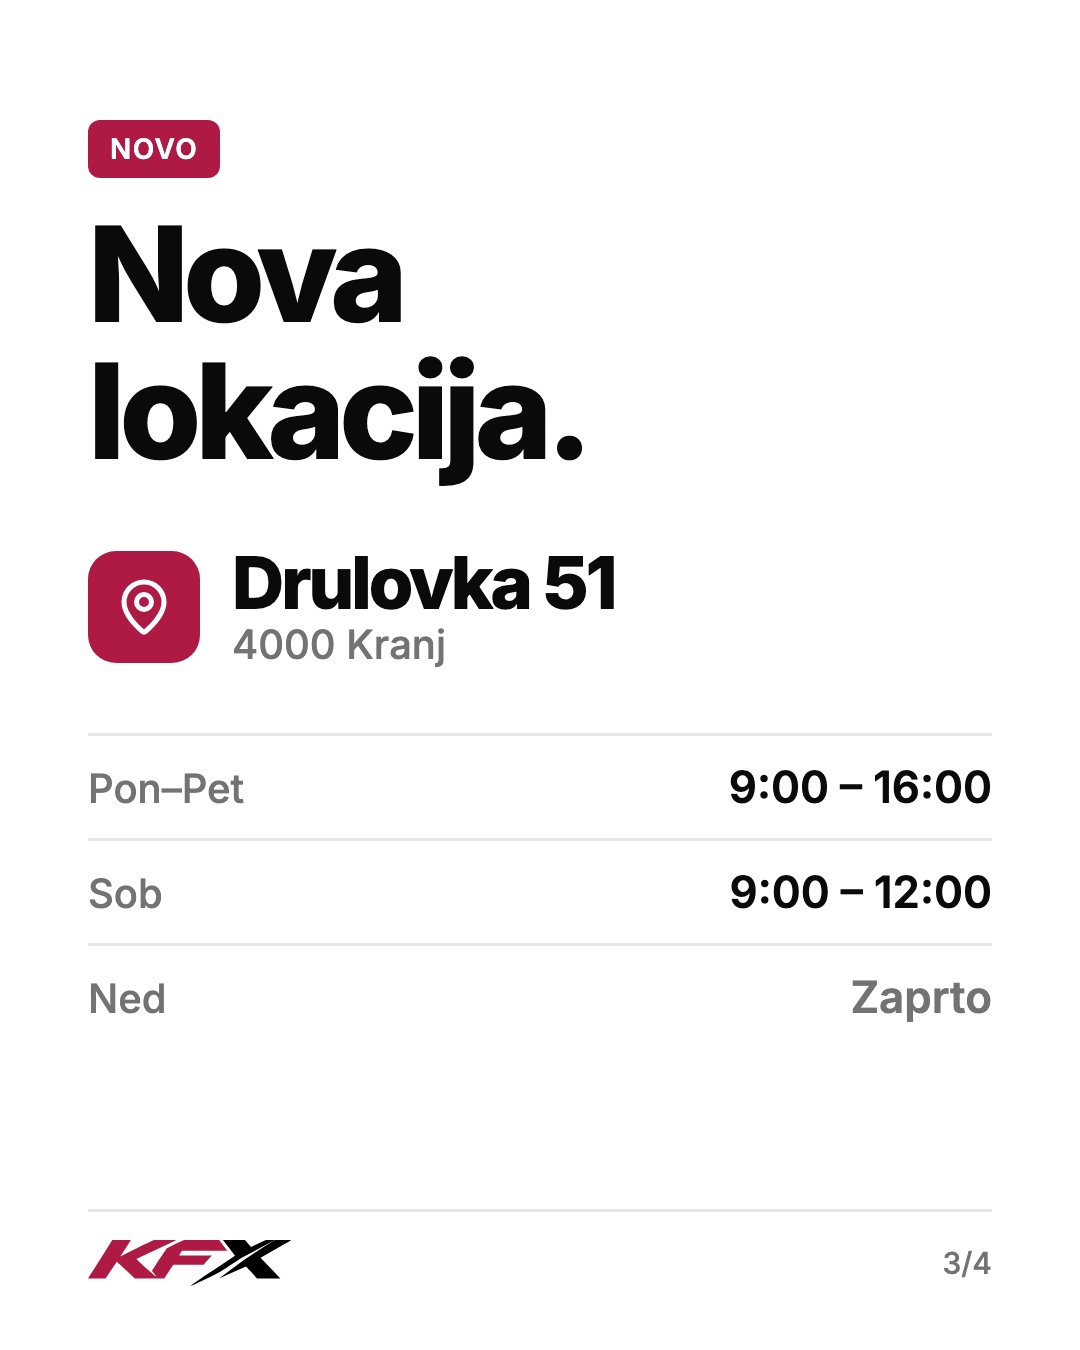 NOVO
Nova
lokacija.
Drulovka 51
4000 Kranj
Pon–Pet 9:00 – 16:00
Sob 9:00 – 12:00
Ned Zaprto
KFX 3/4